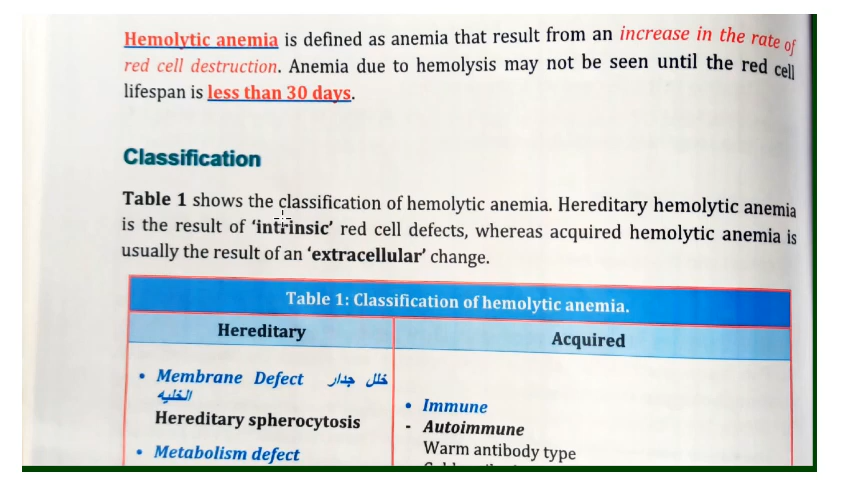 Hemolytic anemia is defined as anemia that result from an increase in the rate of
red cell destruction. Anemia due to hemolysis may not be seen until the red cell
lifespan is less than 30 days.
Classification
Table 1 shows the classification of hemolytic anemia. Hereditary hemolytic anemia
is the result of ‘intrinsic’ red cell defects, whereas acquired hemolytic anemia is
usually the result of an ‘extracellular’ change.
Table 1: Classification of hemolytic anemia.
Hereditary
• Membrane Defect خلل جدار
الخليه
Hereditary spherocytosis
• Metabolism defect
Acquired
• Immune
- Autoimmune
Warm antibody type